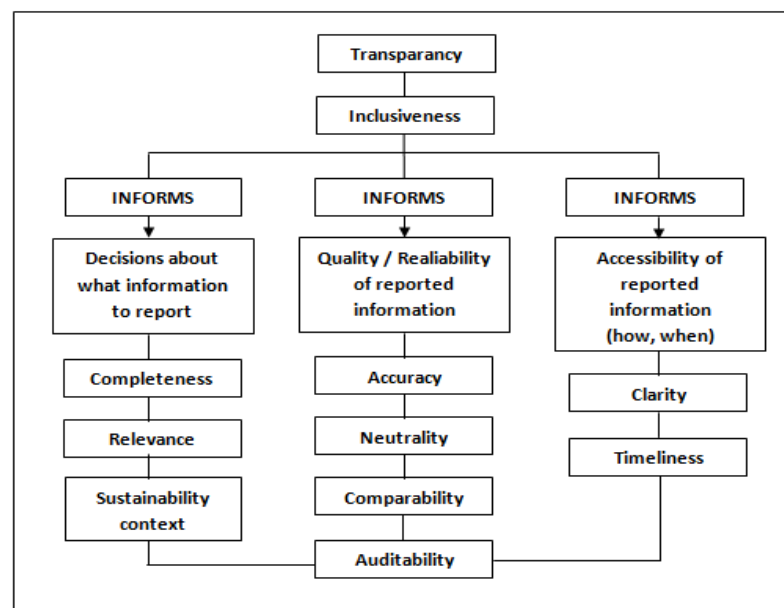 Transparancy
Inclusiveness
INFORMS
INFORMS
INFORMS
Decisions about
what information
to report
Quality / Realiability
of reported
information
Accessibility of
reported
information
(how, when)
Completeness
Accuracy
Clarity
Relevance
Neutrality
Timeliness
Sustainability
context
Comparability
Auditability